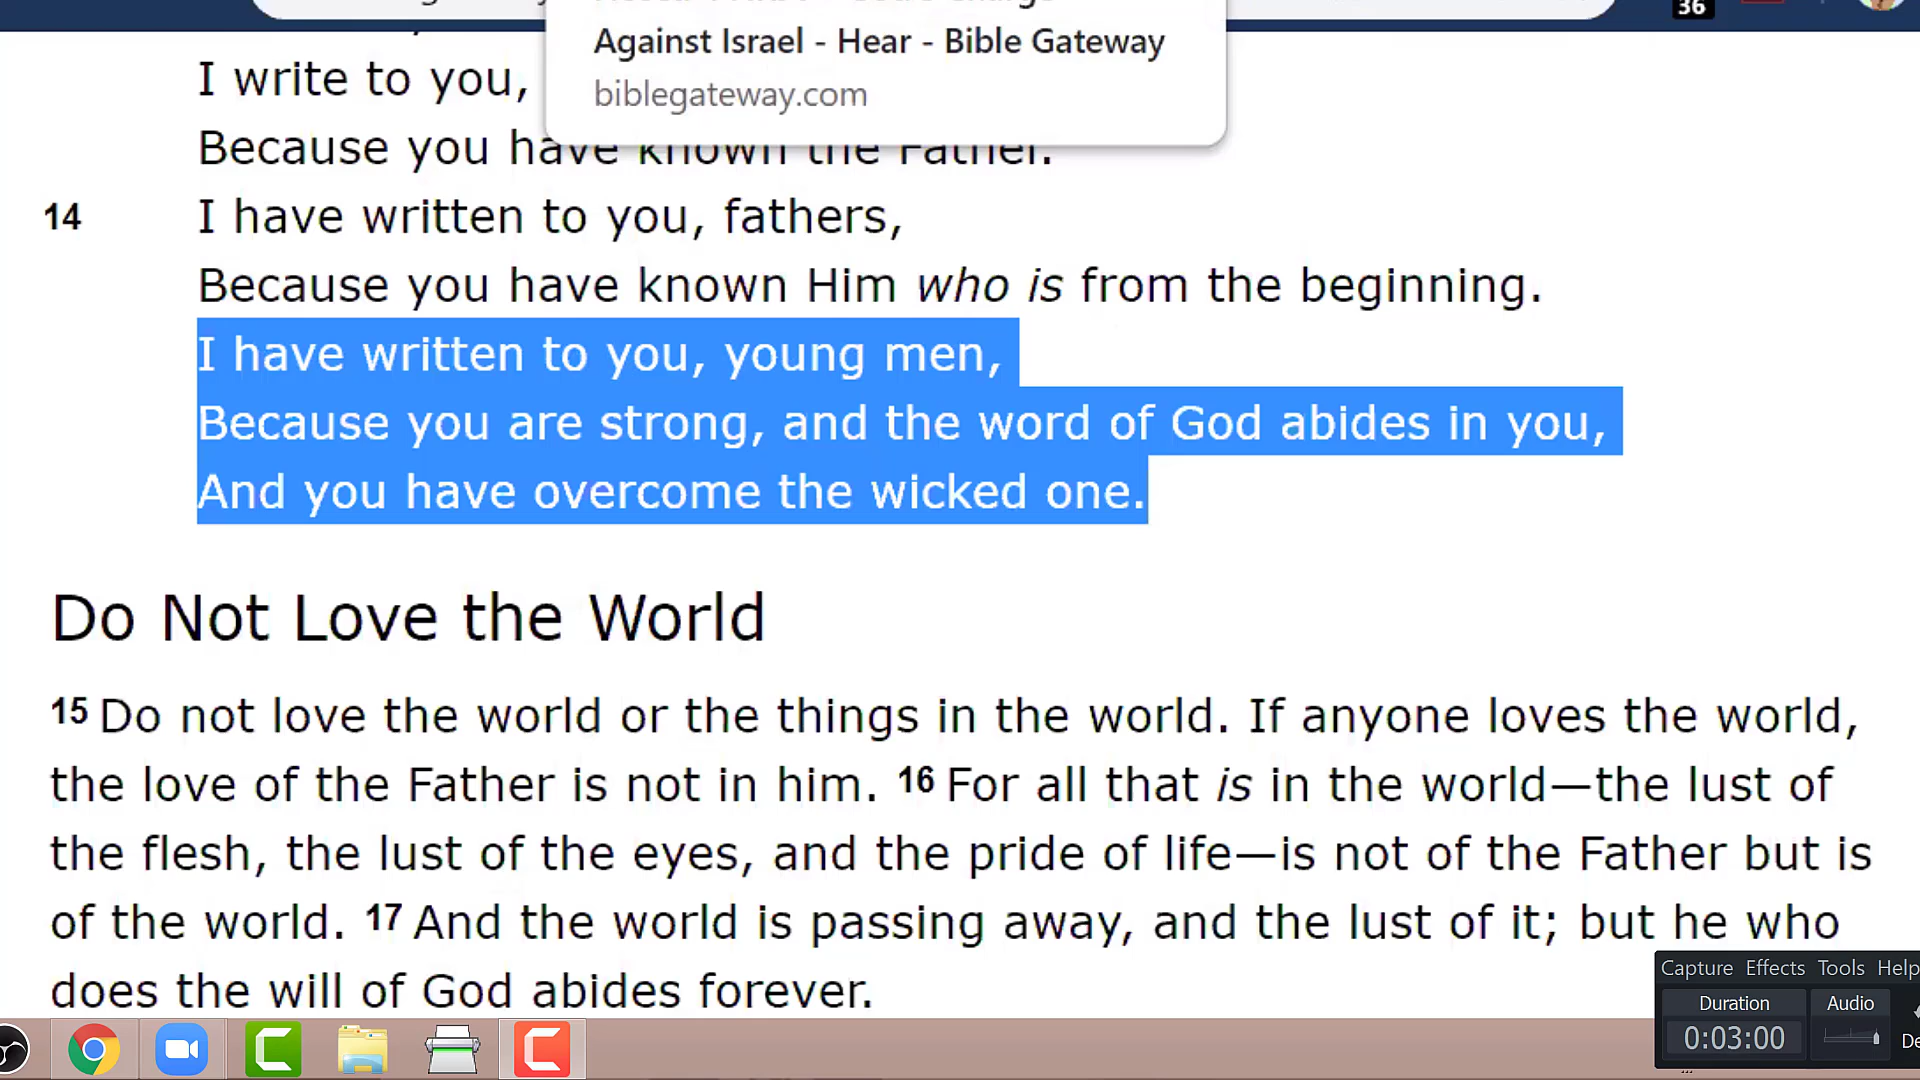 36
Against Israel - Hear - Bible Gateway
biblegateway.com
I write to you,
Because you have known the Father.
14 I have written to you, fathers,
Because you have known Him who is from the beginning.
I have written to you, young men,
Because you are strong, and the word of God abides in you,
And you have overcome the wicked one.
Do Not Love the World
15 Do not love the world or the things in the world. If anyone loves the world,
the love of the Father is not in him. 16 For all that is in the world—the lust of
the flesh, the lust of the eyes, and the pride of life—is not of the Father but is
of the world. 17 And the world is passing away, and the lust of it; but he who
does the will of God abides forever.
Capture Effects Tools Help
Duration Audio
0:03:00